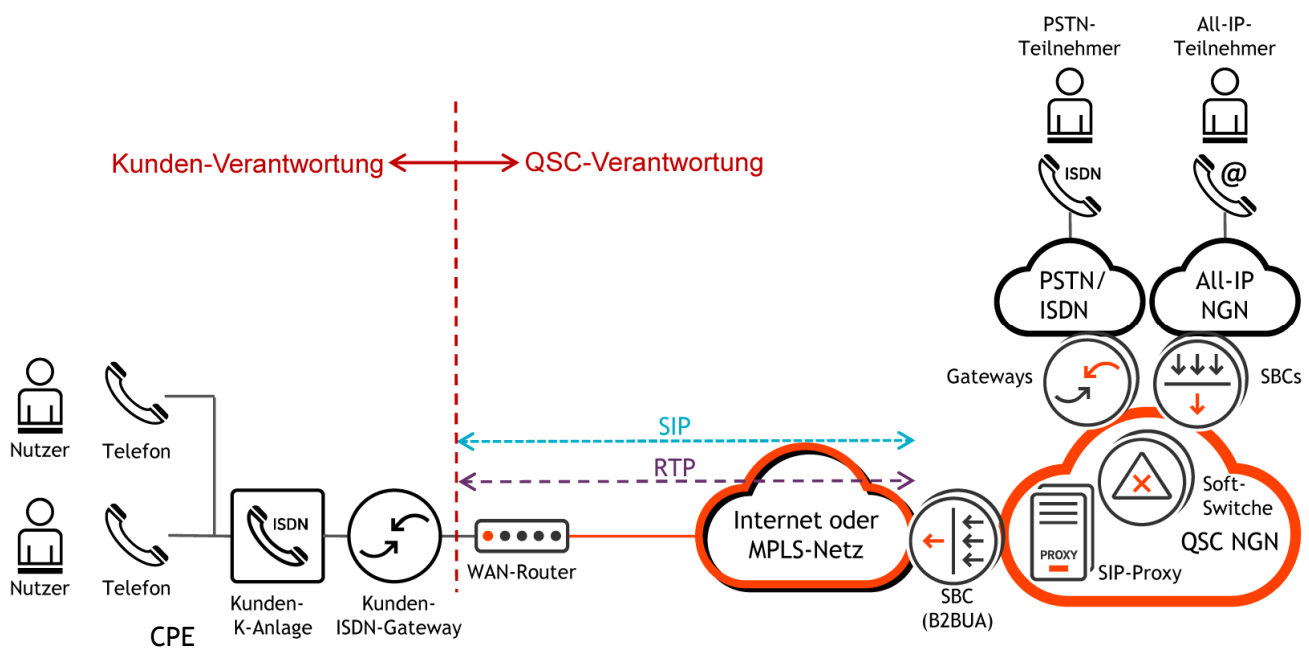 PSTN-
Teilnehmer
All-IP-
Teilnehmer
Kunden-Verantwortung
QSC-Verantwortung
ISDN
@
PSTN/
ISDN
All-IP
NGN
Gateways
SBCs
Nutzer
Telefon
SIP
RTP
Soft-
Switche
Internet oder
MPLS-Netz
QSC NGN
PROXY
SIP-Proxy
ISDN
WAN-Router
Nutzer
Telefon
Kunden-
K-Anlage
Kunden-
ISDN-Gateway
SBC
(B2BUA)
CPE